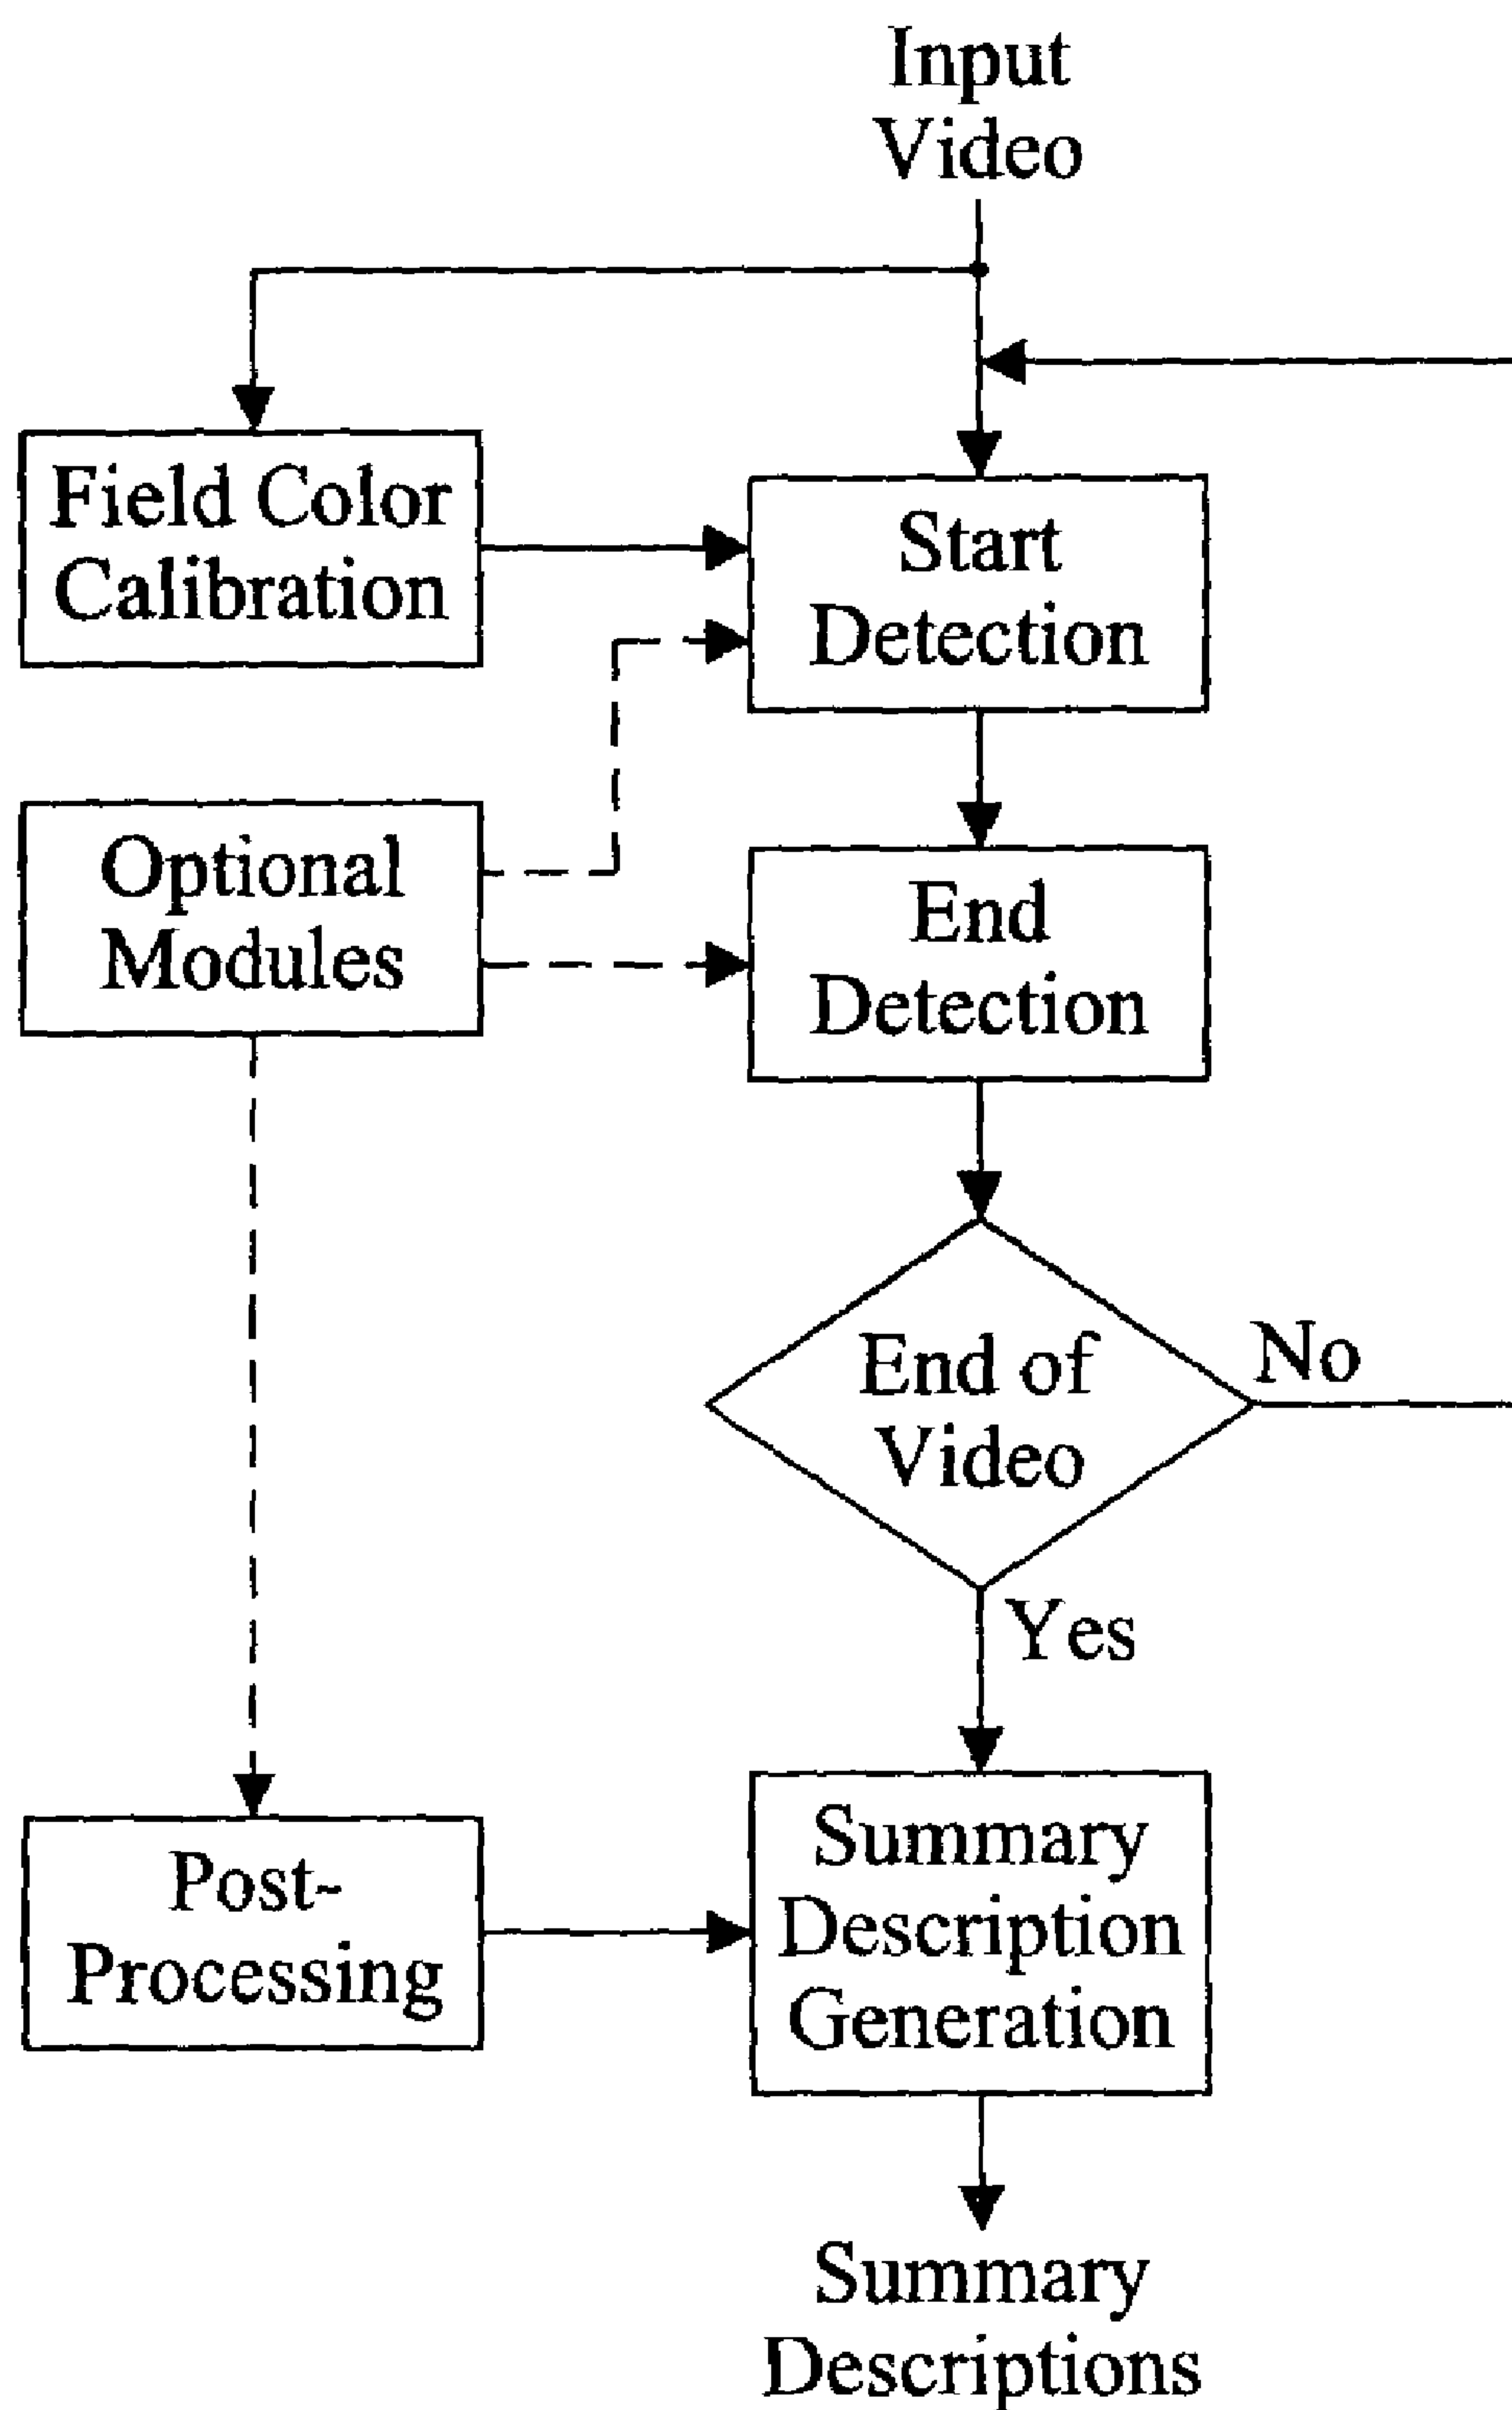 Input
Video
Field Color
Calibration
Start
Detection
Optional
Modules
End
Detection
End of
Video
No
Yes
Post-
Processing
Summary
Description
Generation
Summary
Descriptions